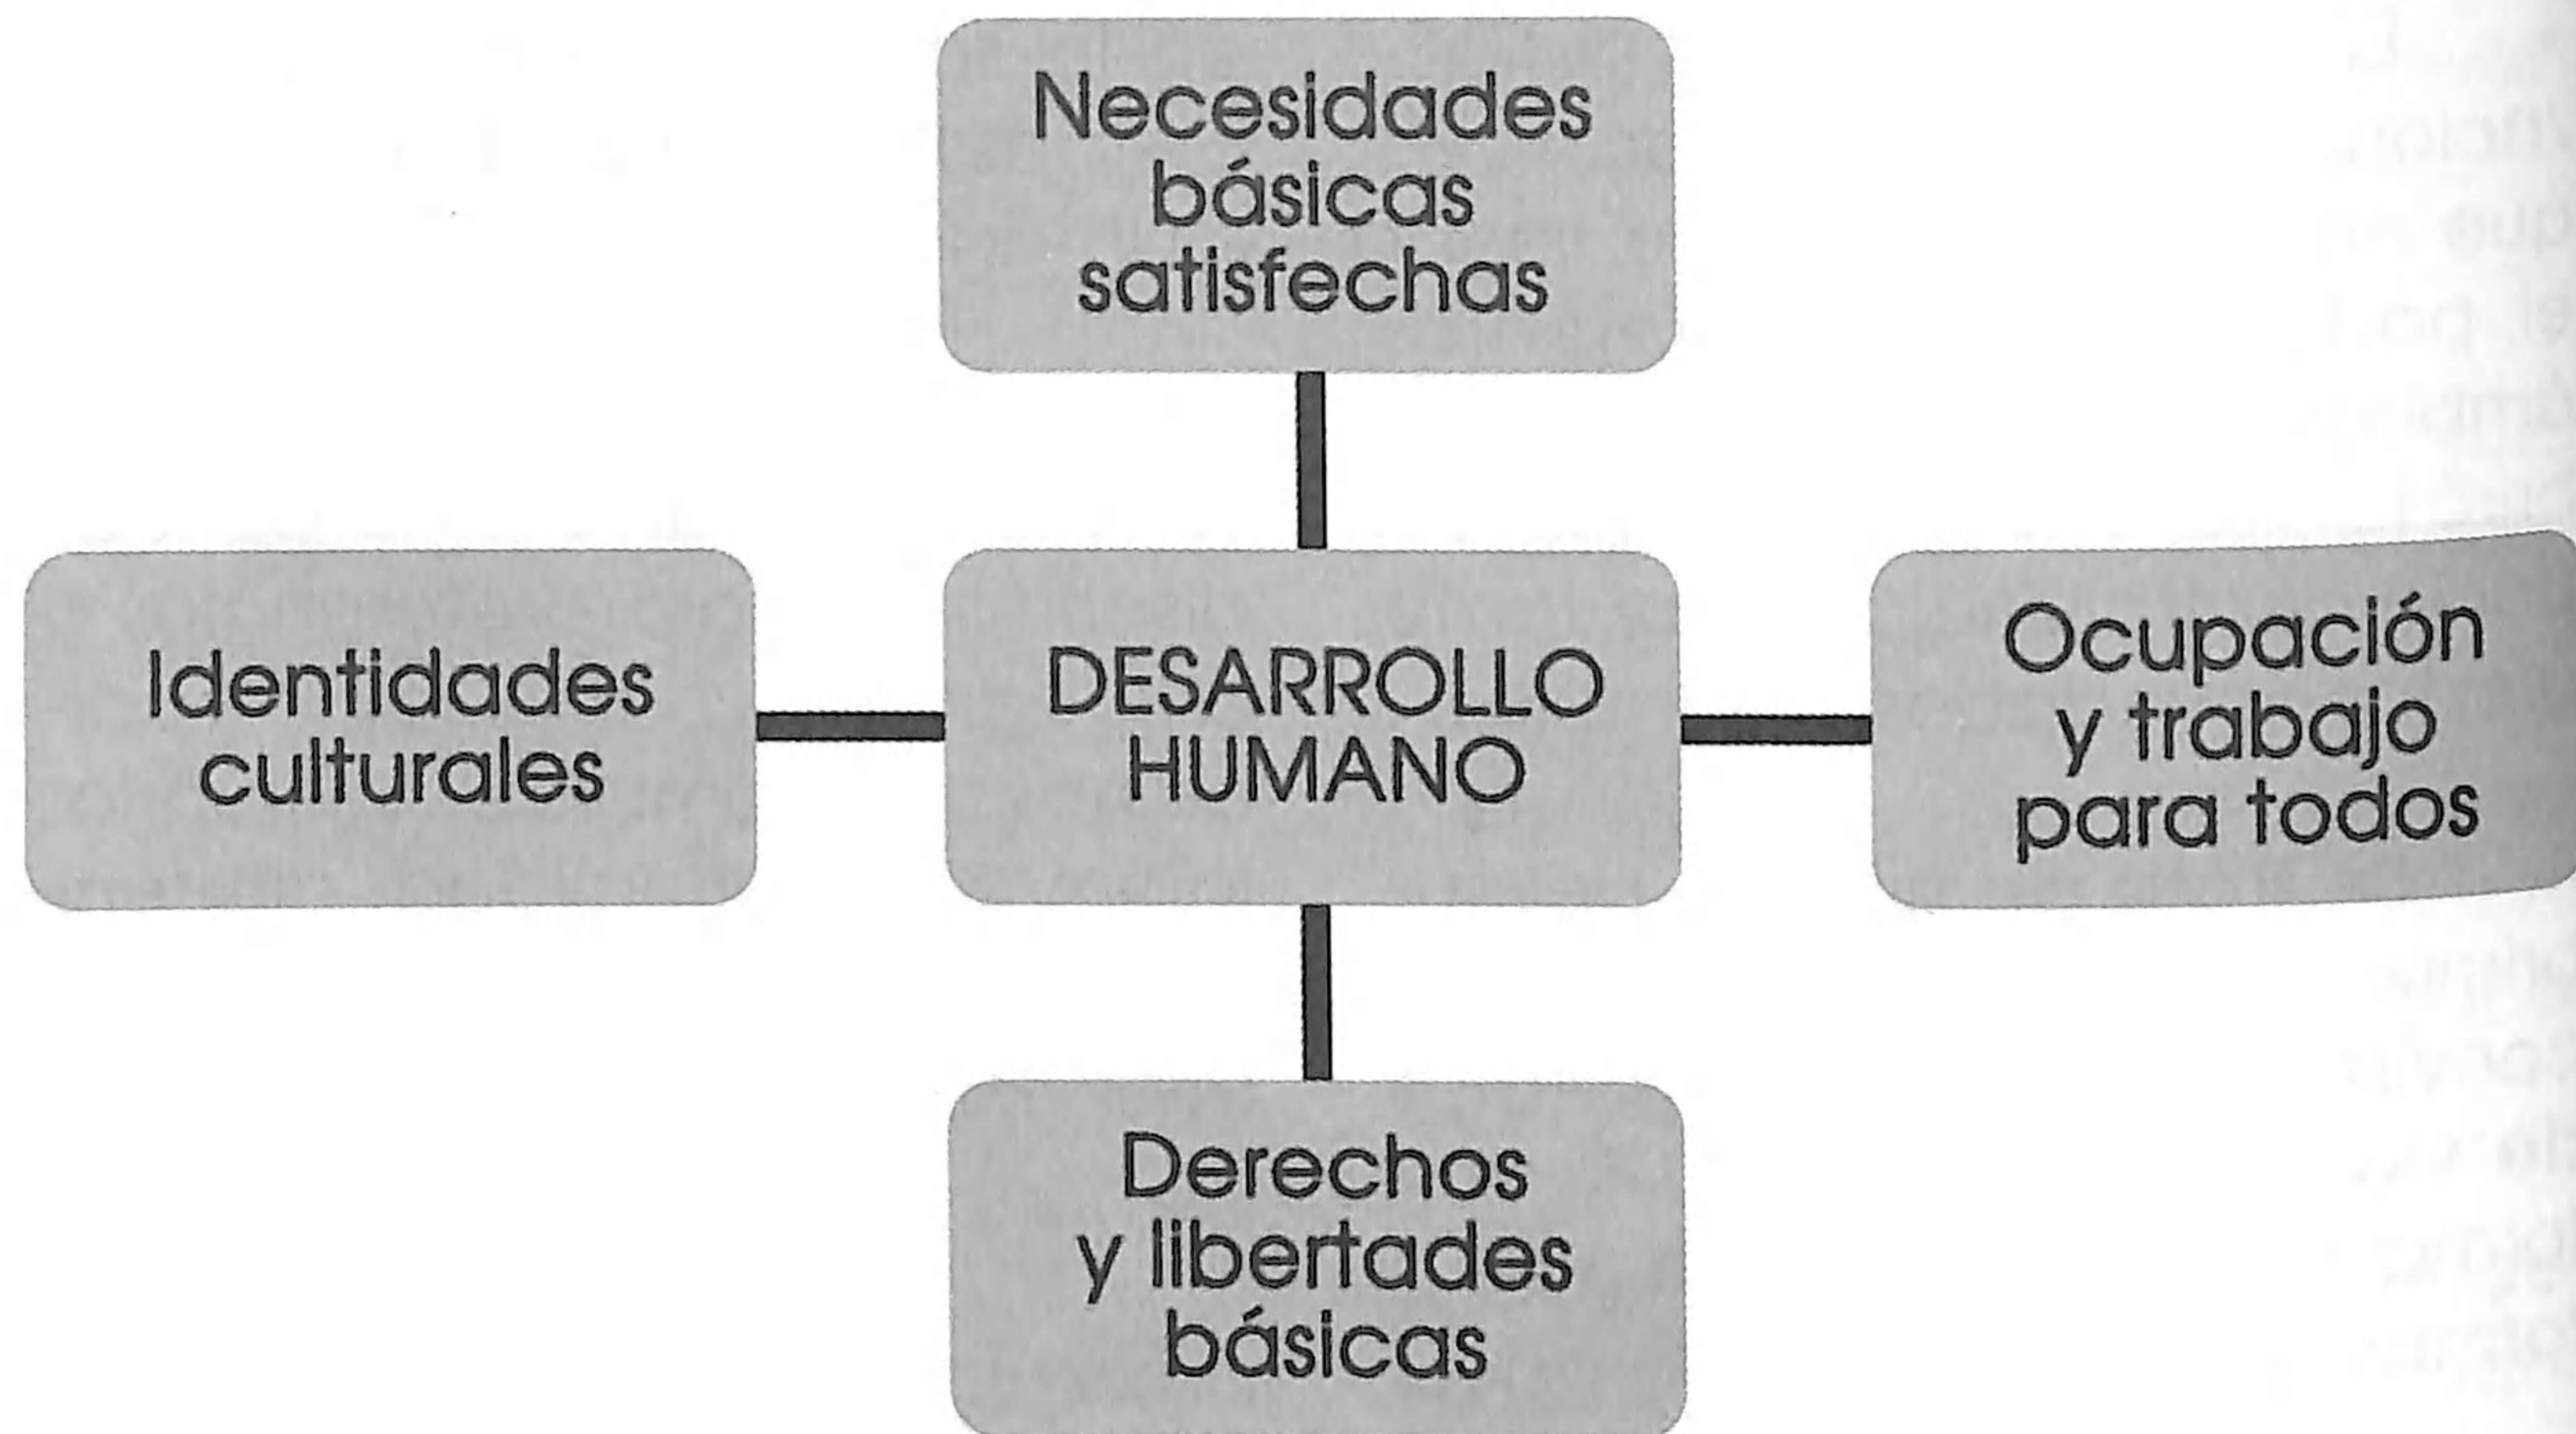 Necesidades
básicas
satisfechas
Identidades
culturales
DESARROLLO
HUMANO
Ocupación
y trabajo
para todos
Derechos
y libertades
básicas